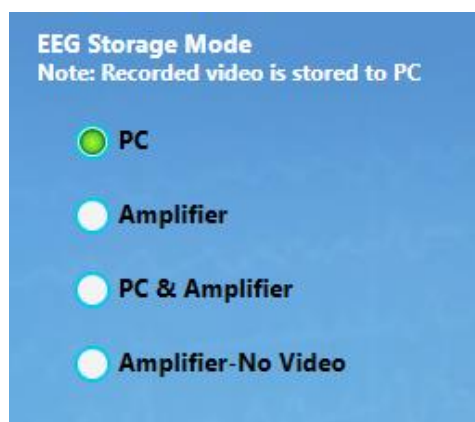 EEG Storage Mode
Note: Recorded video is stored to PC
PC
Amplifier
PC & Amplifier
Amplifier-No Video